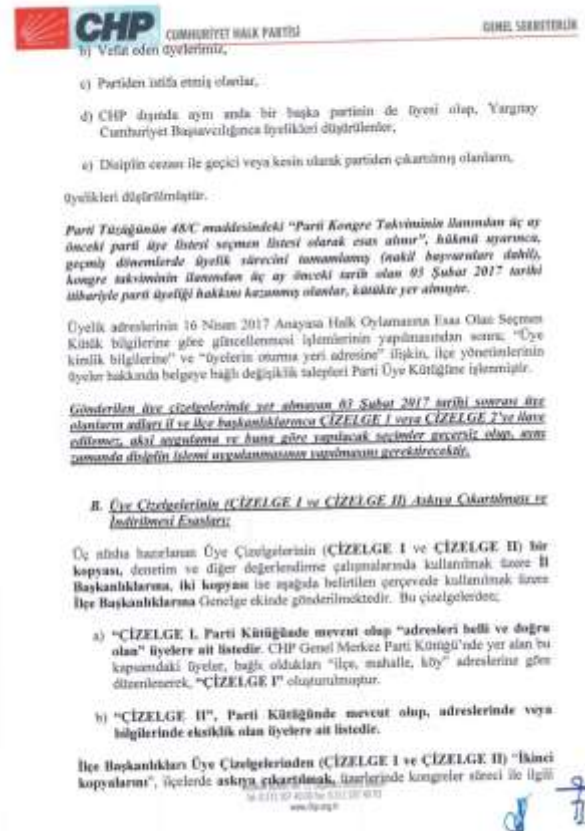 CHP CUMHURİYET HALK PARTİSİ GENEL SEKRETERLİK
b) Vefat eden üyelerimiz,
c) Partiden istifa etmiş olanlar,
d) CHP dışında aynı anda bir başka partinin de üyesi olup, Yargıtay
Cumhuriyet Başsavcılığınca üyelikleri düşürülenler,
e) Disiplin cezası ile geçici veya kesin olarak partiden çıkartılmış olanların,
üyelikleri düşürülmüştür.
Parti Tüzüğünün 48/C maddesindeki “Parti Kongre Takviminin ilanından üç ay
önceki parti üye listesi seçmen listesi olarak esas alınır”, hükmü uyarınca,
geçmiş dönemlerde üyelik sürecini tamamlamış (nakil başvuruları dahil),
kongre takviminin ilanından üç ay önceki tarih olan 03 Şubat 2017 tarihi
itibariyle parti üyeliği hakkını kazanmış olanlar, kütükte yer almıştır.
Üyelik adreslerinin 16 Nisan 2017 Anayasa Halk Oylamasına Esas Olan Seçmen
Kütük bilgilerine göre güncellenmesi işlemlerinin yapılmasından sonra; “Üye
kimlik bilgilerine” ve “üyelerin oturma yeri adresine” ilişkin, ilçe yönetimlerinin
üyeler hakkında belgeye bağlı değişiklik talepleri Parti Üye Kütüğüne işlenmiştir.
Gönderilen üye çizelgelerinde yer almayan 03 Şubat 2017 tarihi sonrası üye
olanların adları il ve ilçe başkanlıklarınca ÇİZELGE 1 veya ÇİZELGE 2’ye ilave
edilemez, aksi uygulama ve buna göre yapılacak seçimler geçersiz olup, aynı
zamanda disiplin işlemi uygulanmasının yapılmasını gerektirecektir.
B. Üye Çizelgelerinin (ÇİZELGE I ve ÇİZELGE II) Askıya Çıkartılması ve
İndirilmesi Esasları:
Üç nüsha hazırlanan Üye Çizelgelerinin (ÇİZELGE I ve ÇİZELGE II) bir
kopyası, denetim ve diğer değerlendirme çalışmalarında kullanılmak üzere İl
Başkanlıklarına, iki kopyası ise aşağıda belirtilen çerçevede kullanılmak üzere
İlçe Başkanlıklarına Genelge ekinde gönderilmektedir. Bu çizelgelerden;
a) “ÇİZELGE I, Parti Kütüğünde mevcut olup “adresleri belli ve doğru
olan” üyelere ait listedir. CHP Genel Merkez Parti Kütüğü’nde yer alan bu
kapsamdaki üyeler, bağlı oldukları “ilçe, mahalle, köy” adreslerine göre
düzenlenerek, “ÇİZELGE I” oluşturulmuştur.
b) “ÇİZELGE II”, Parti Kütüğünde mevcut olup, adreslerinde veya
bilgilerinde eksiklik olan üyelere ait listedir.
İlçe Başkanlıkları Üye Çizelgelerinden (ÇİZELGE I ve ÇİZELGE II) “İkinci
kopyalarını”, ilçelerde askıya çıkartılmak, üzerlerinde kongreler süreci ile ilgili
www.chp.org.tr